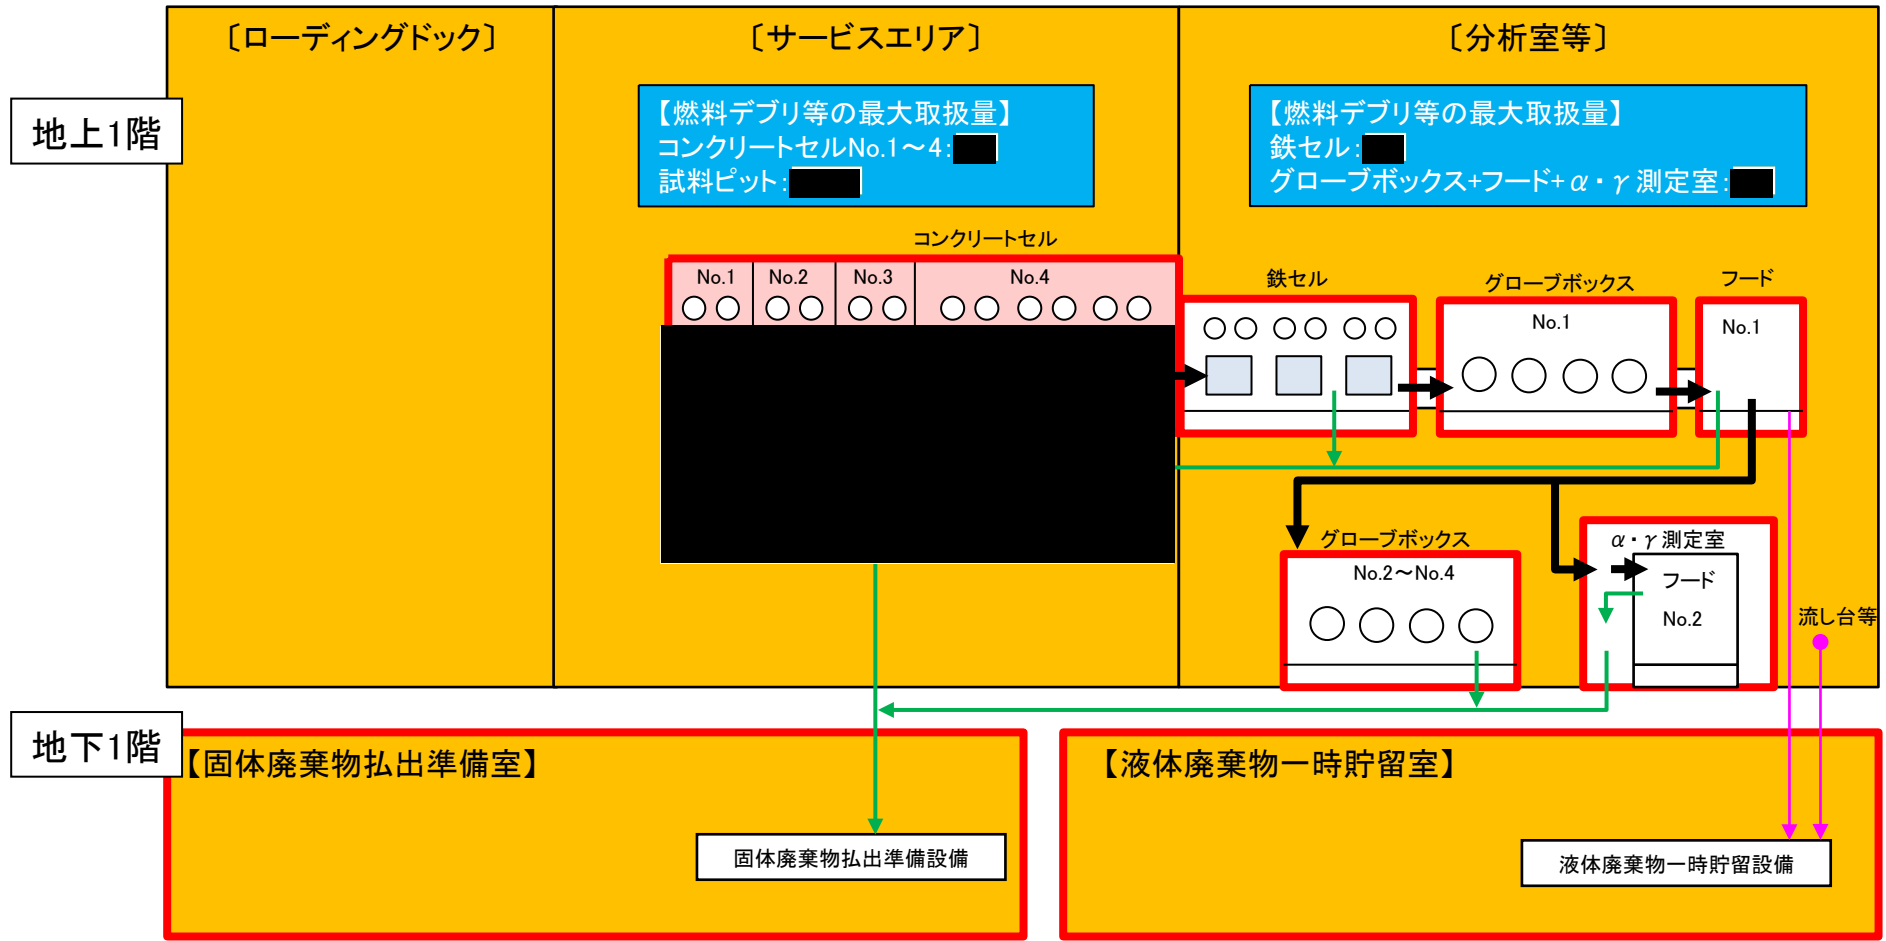 〔ローディングドック〕
〔サービスエリア〕
〔分析室等〕
地上1階
【燃料デブリ等の最大取扱量】
コンクリートセルNo.1～4:
試料ピット:
【燃料デブリ等の最大取扱量】
鉄セル:
グローブボックス+フード+α・γ測定室:
コンクリートセル
No.1
No.2
No.3
No.4
鉄セル
グローブボックス
No.1
フード
No.1
グローブボックス
No.2～No.4
α・γ測定室
フード
No.2
流し台等
地下1階
【固体廃棄物払出準備室】
固体廃棄物払出準備設備
【液体廃棄物一時貯留室】
液体廃棄物一時貯留設備